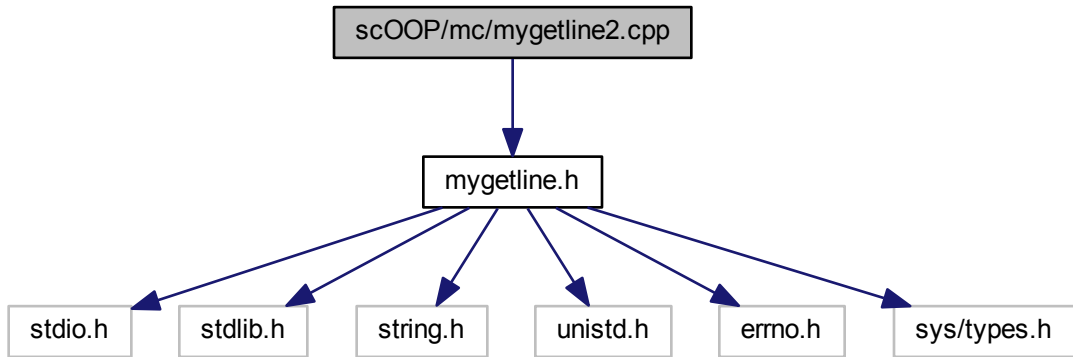 scOOP/mc/mygetline2.cpp
mygetline.h
stdio.h
stdlib.h
string.h
unistd.h
errno.h
sys/types.h